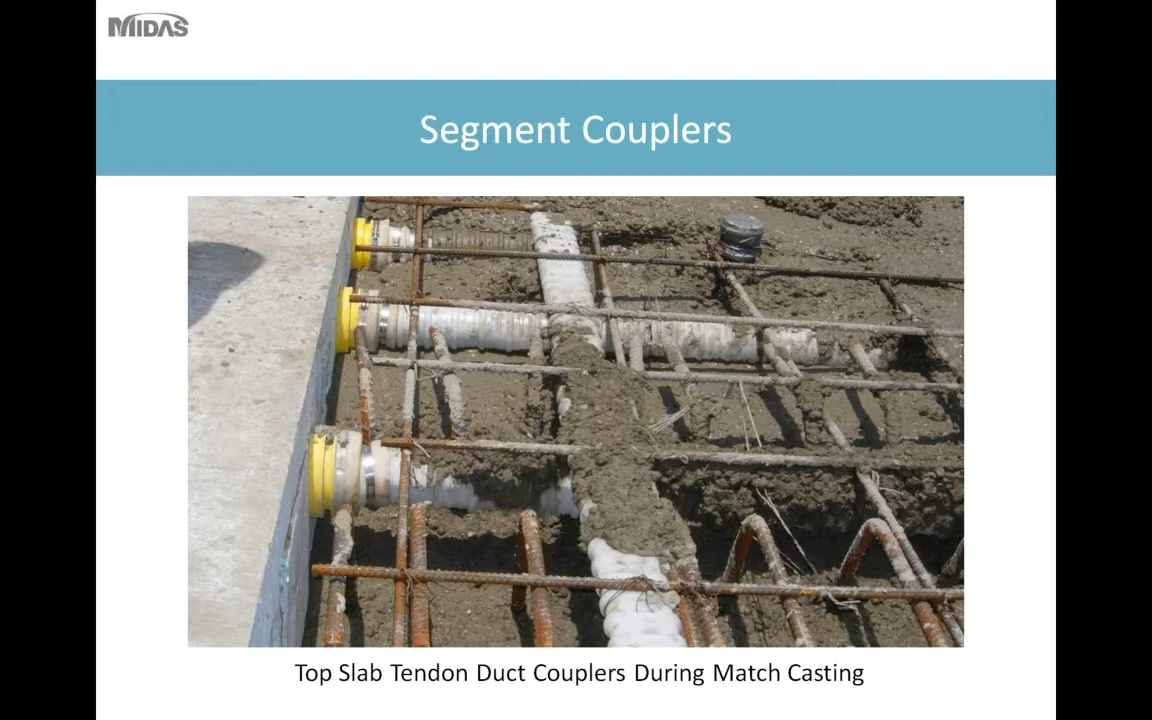 MIDAS
Segment Couplers
Top Slab Tendon Duct Couplers During Match Casting